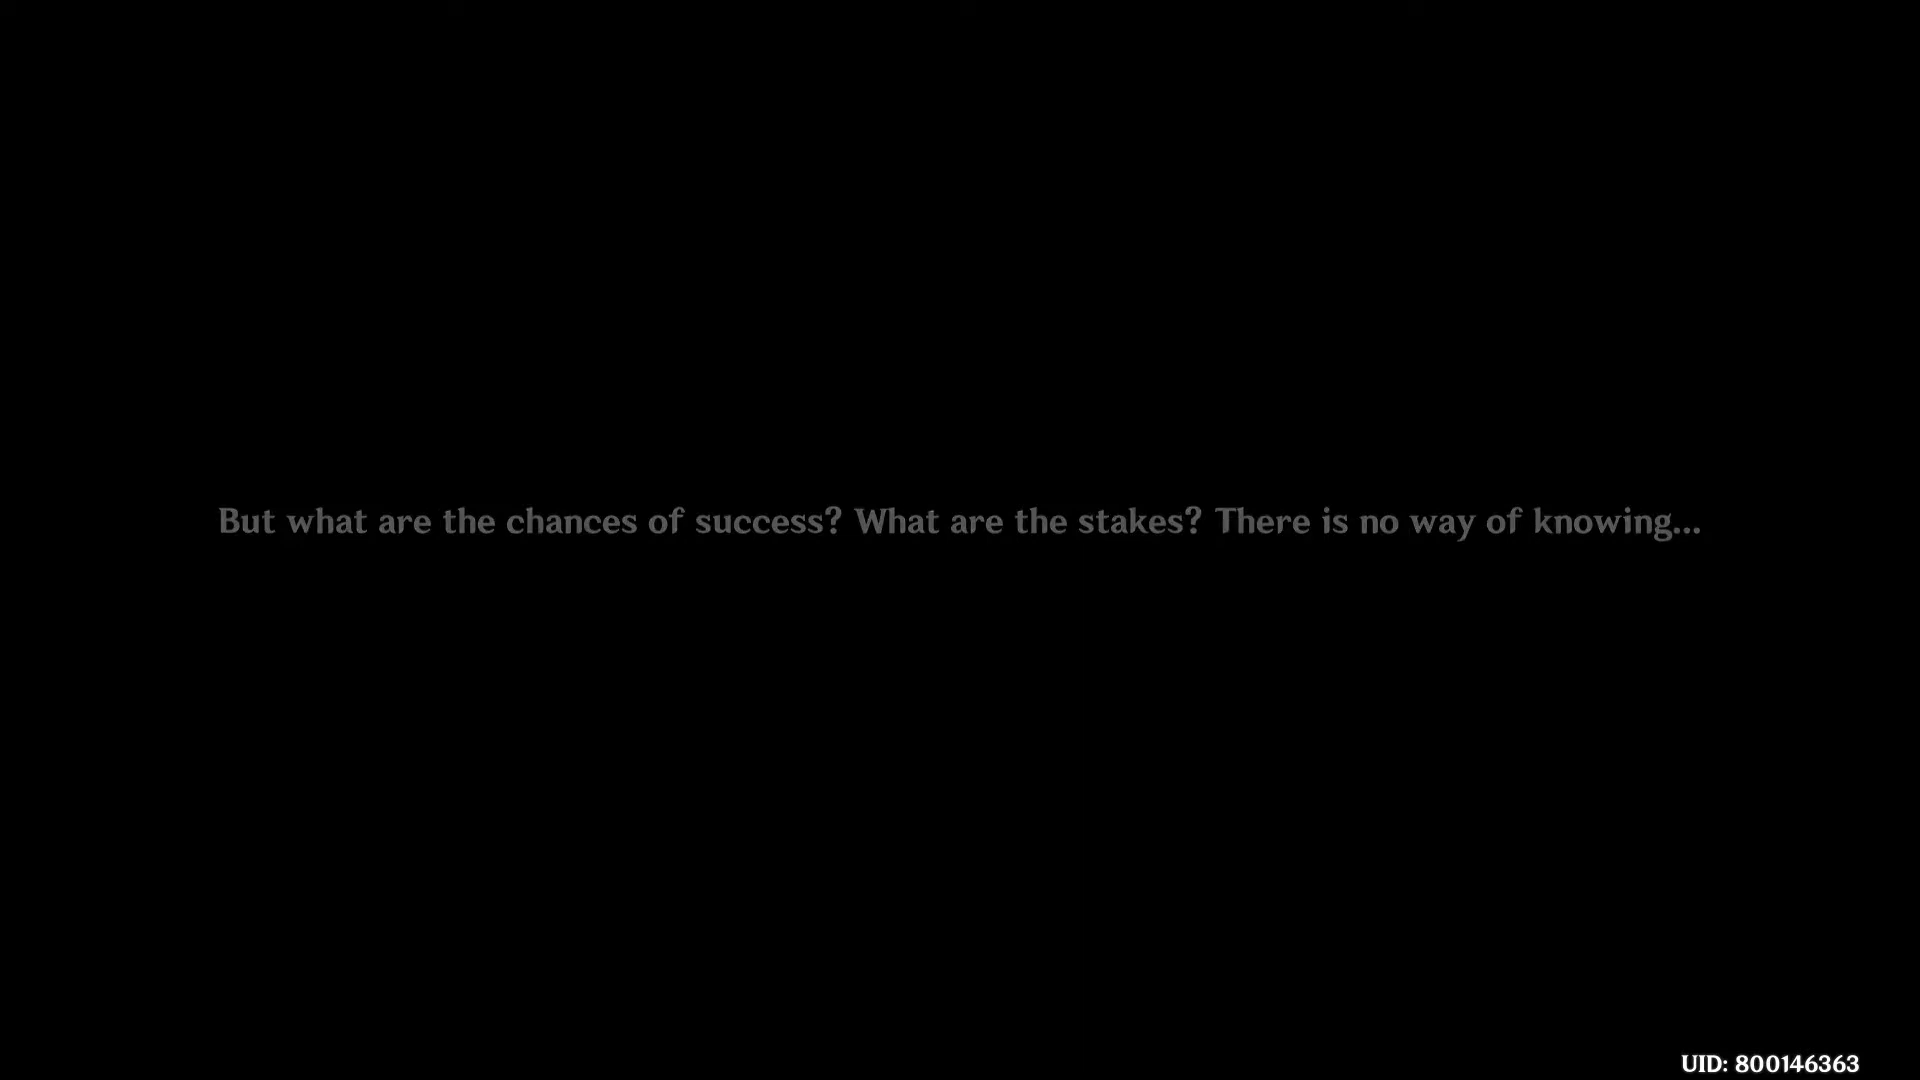 But what are the chances of success? What are the stakes? There is no way of knowing...
UID: 800146363